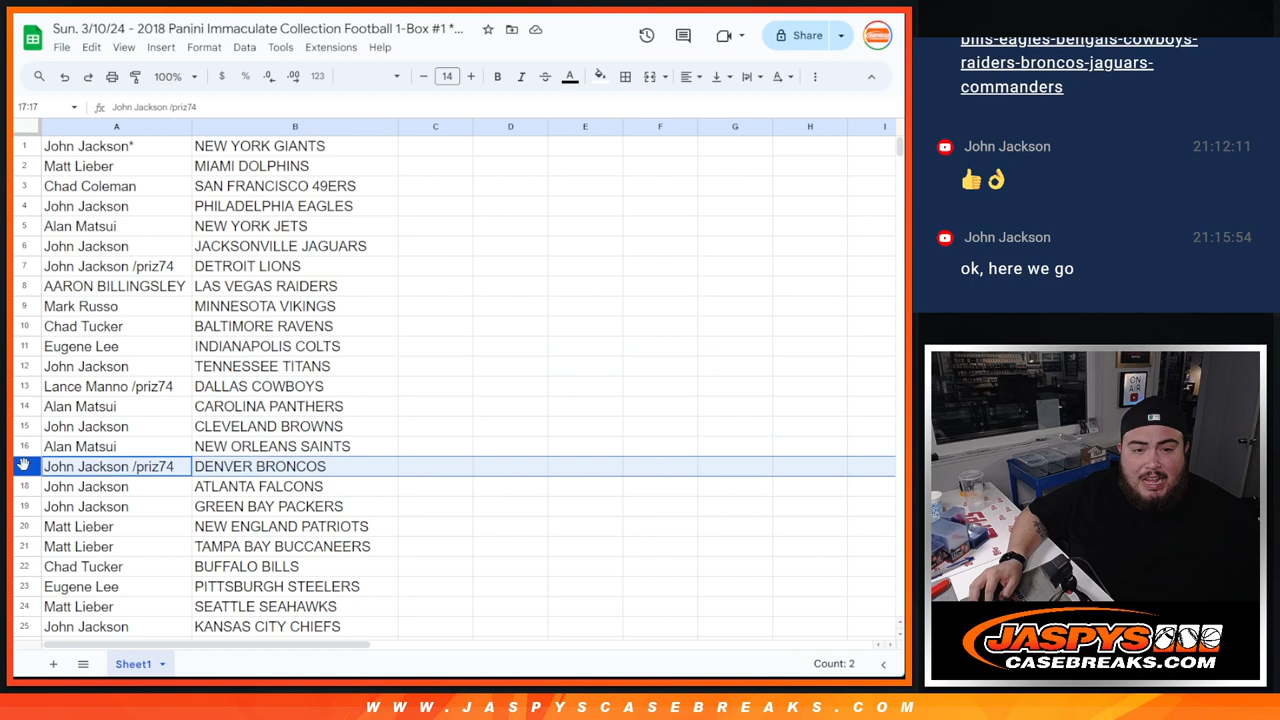 Sun. 3/10/24 - 2018 Panini Immaculate Collection Football 1-Box #1 *...
File Edit View Insert Format Data Tools Extensions Help
Share
100% $ % .0 .00 123 14 B I A
17:17 fx John Jackson /priz74
A B C D E F G H I
1 John Jackson* NEW YORK GIANTS
2 Matt Lieber MIAMI DOLPHINS
3 Chad Coleman SAN FRANCISCO 49ERS
4 John Jackson PHILADELPHIA EAGLES
5 Alan Matsui NEW YORK JETS
6 John Jackson JACKSONVILLE JAGUARS
7 John Jackson /priz74 DETROIT LIONS
8 AARON BILLINGSLEY LAS VEGAS RAIDERS
9 Mark Russo MINNESOTA VIKINGS
10 Chad Tucker BALTIMORE RAVENS
11 Eugene Lee INDIANAPOLIS COLTS
12 John Jackson TENNESSEE TITANS
13 Lance Manno /priz74 DALLAS COWBOYS
14 Alan Matsui CAROLINA PANTHERS
15 John Jackson CLEVELAND BROWNS
16 Alan Matsui NEW ORLEANS SAINTS
John Jackson /priz74 DENVER BRONCOS
18 John Jackson ATLANTA FALCONS
19 John Jackson GREEN BAY PACKERS
20 Matt Lieber NEW ENGLAND PATRIOTS
21 Matt Lieber TAMPA BAY BUCCANEERS
22 Chad Tucker BUFFALO BILLS
23 Eugene Lee PITTSBURGH STEELERS
24 Matt Lieber SEATTLE SEAHAWKS
25 John Jackson KANSAS CITY CHIEFS
Sheet1
Count: 2
bills-eagles-bengals-cowboys-
raiders-broncos-jaguars-
commanders
John Jackson 21:12:11
👍👌
John Jackson 21:15:54
ok, here we go
ON
AIR
JASPYS
CASEBREAKS.COM
WWW.JASPYSCASEBREAKS.COM